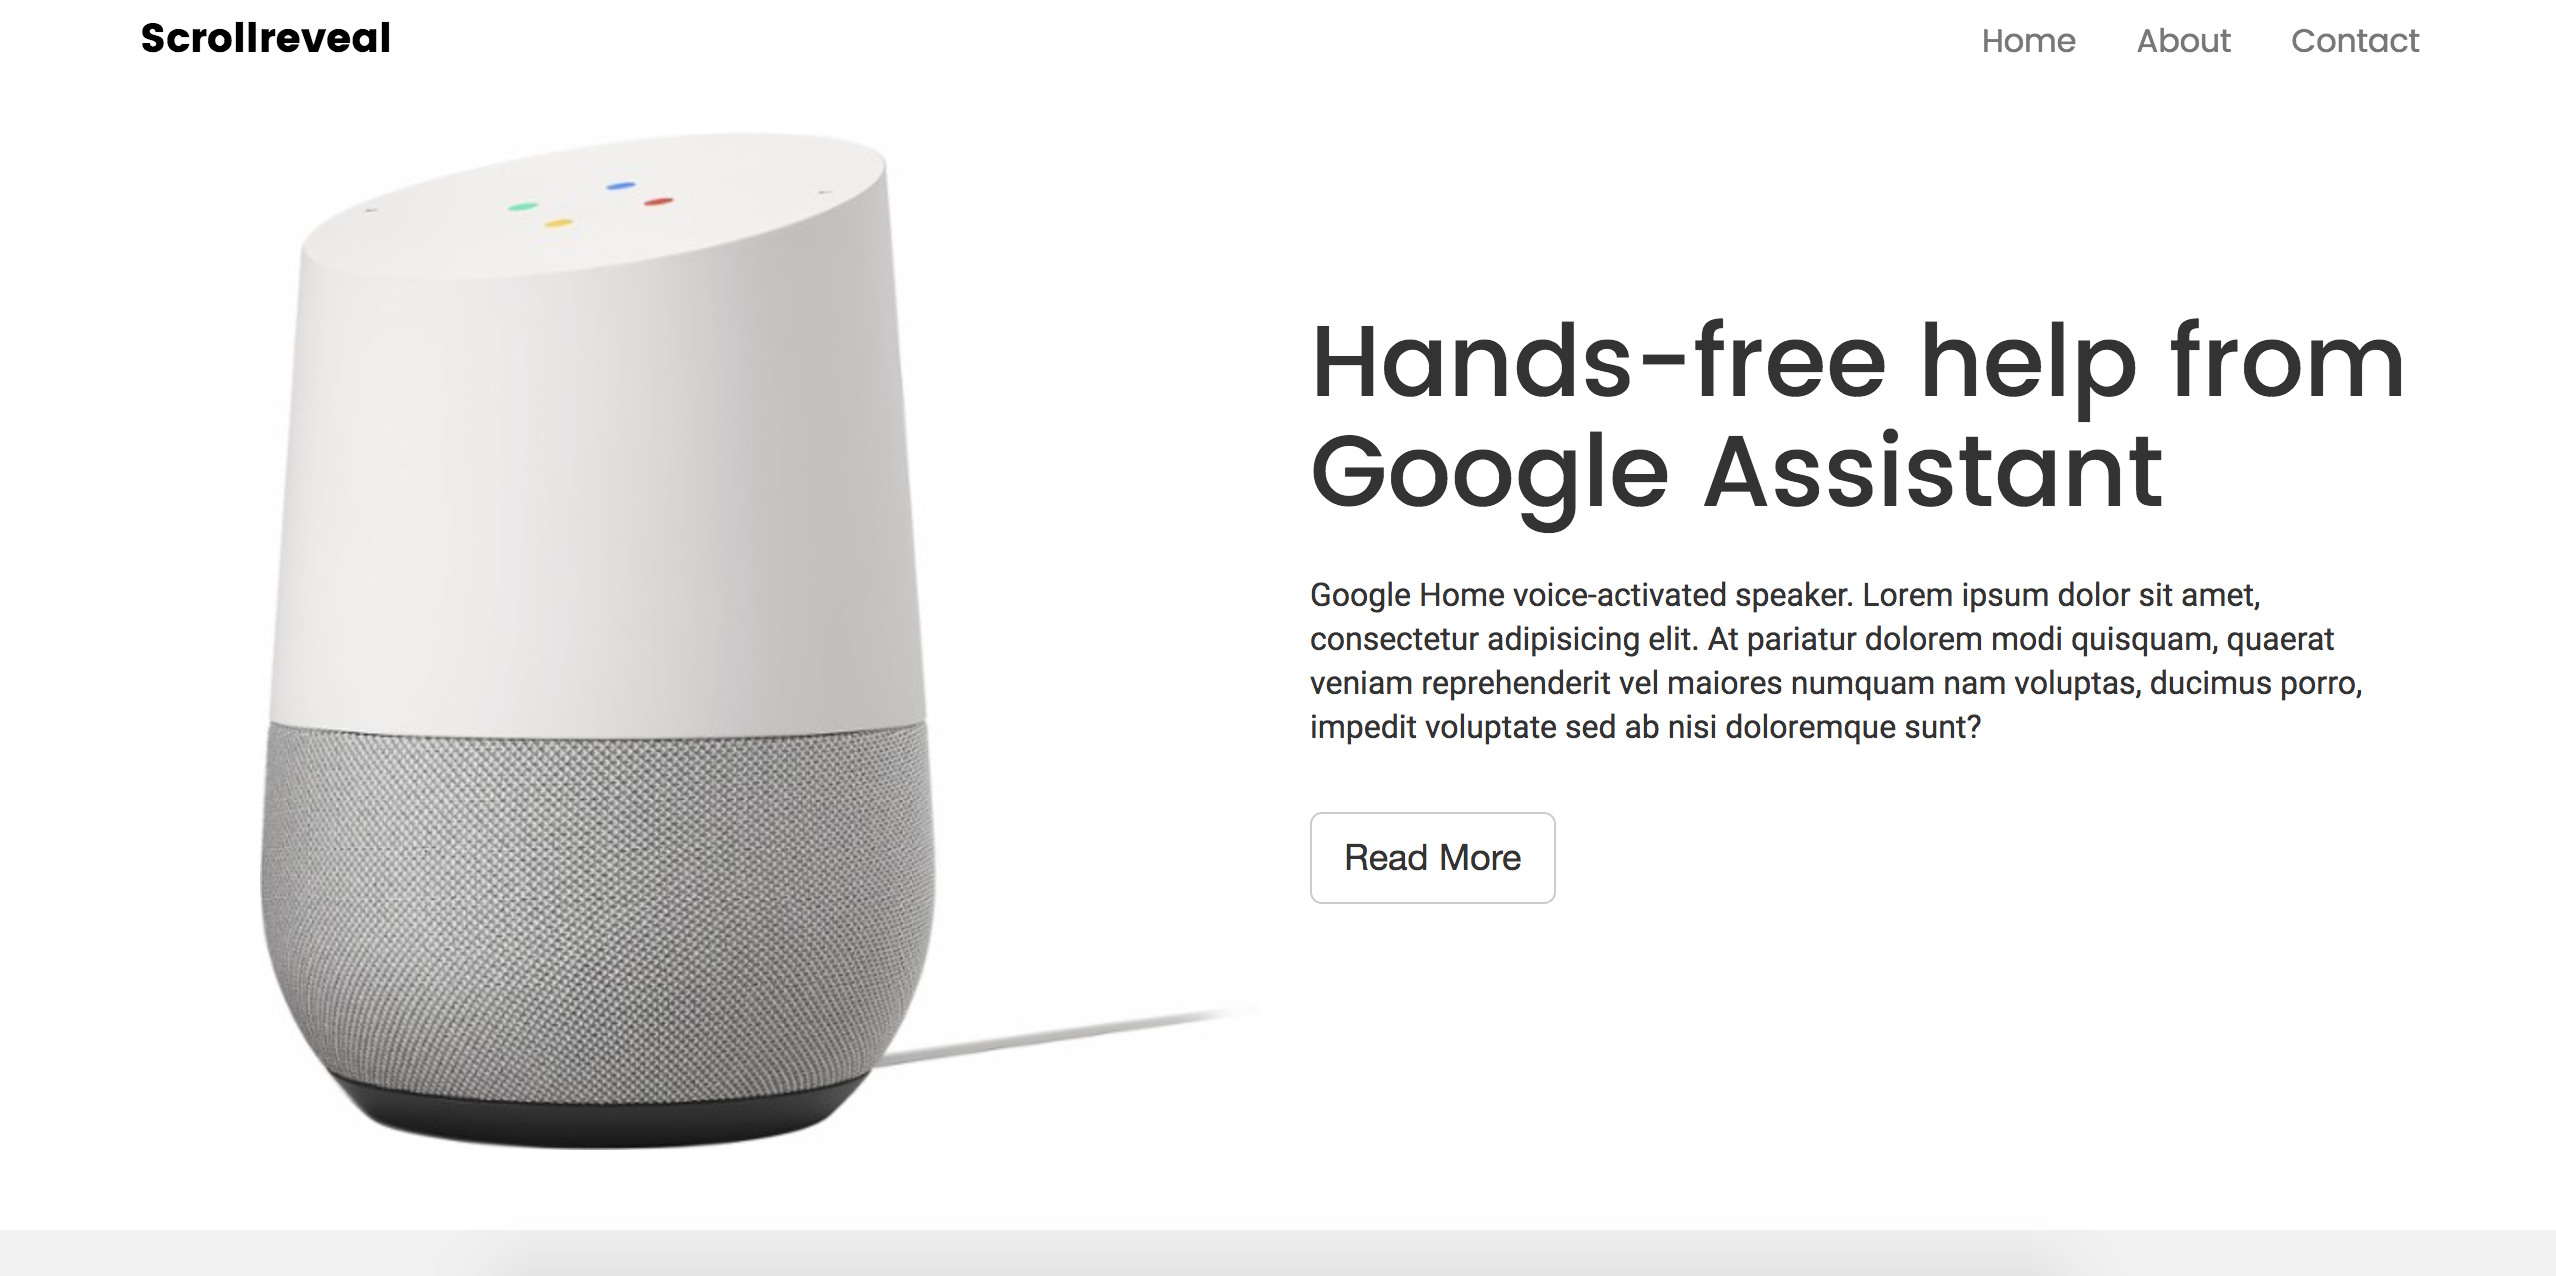 Scrollreveal
Home About Contact
Hands-free help from
Google Assistant
Google Home voice-activated speaker. Lorem ipsum dolor sit amet,
consectetur adipisicing elit. At pariatur dolorem modi quisquam, quaerat
veniam reprehenderit vel maiores numquam nam voluptas, ducimus porro,
impedit voluptate sed ab nisi doloremque sunt?
Read More